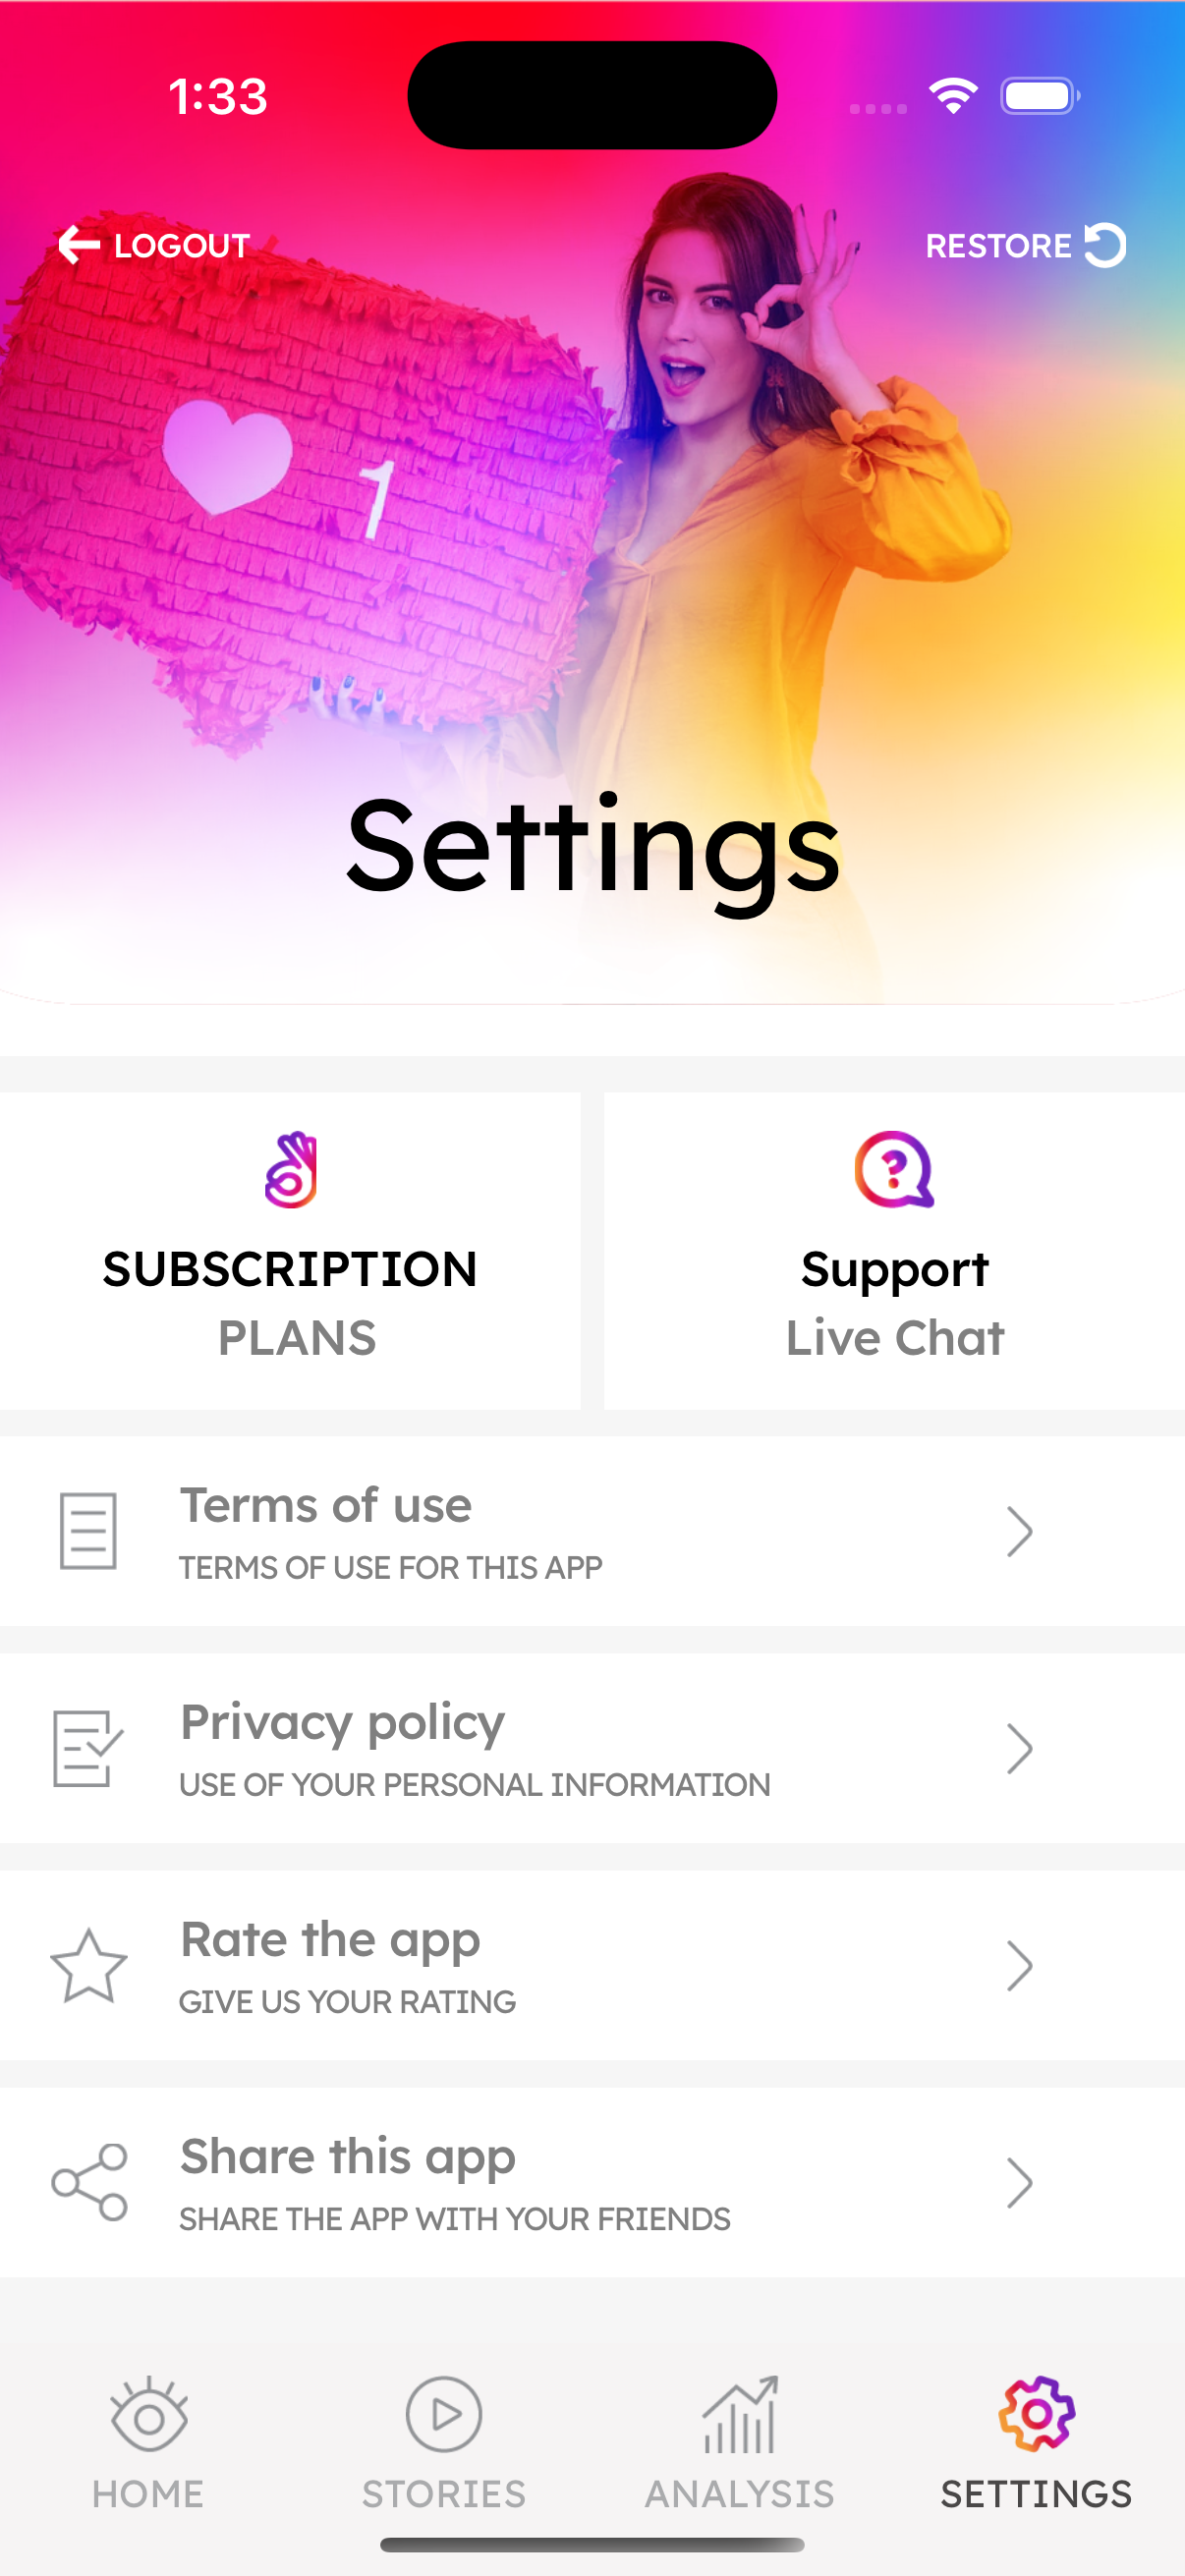 1:33
LOGOUT
RESTORE
1
Settings
SUBSCRIPTION
PLANS
Support
Live Chat
Terms of use
TERMS OF USE FOR THIS APP
Privacy policy
USE OF YOUR PERSONAL INFORMATION
Rate the app
GIVE US YOUR RATING
Share this app
SHARE THE APP WITH YOUR FRIENDS
HOME
STORIES
ANALYSIS
SETTINGS